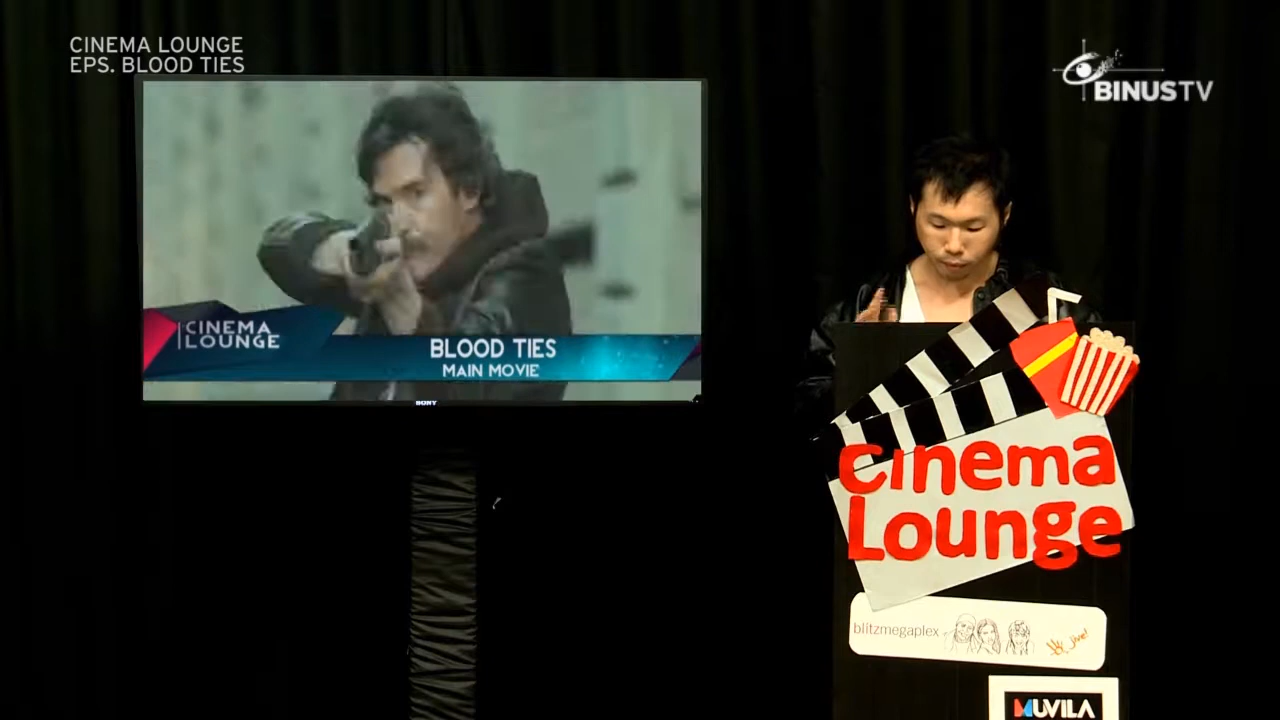 CINEMA LOUNGE
EPS. BLOOD TIES
BINUSTV
CINEMA
LOUNGE
BLOOD TIES
MAIN MOVIE
SONY
cinema
Lounge
blitzmegaplex
MUVILA